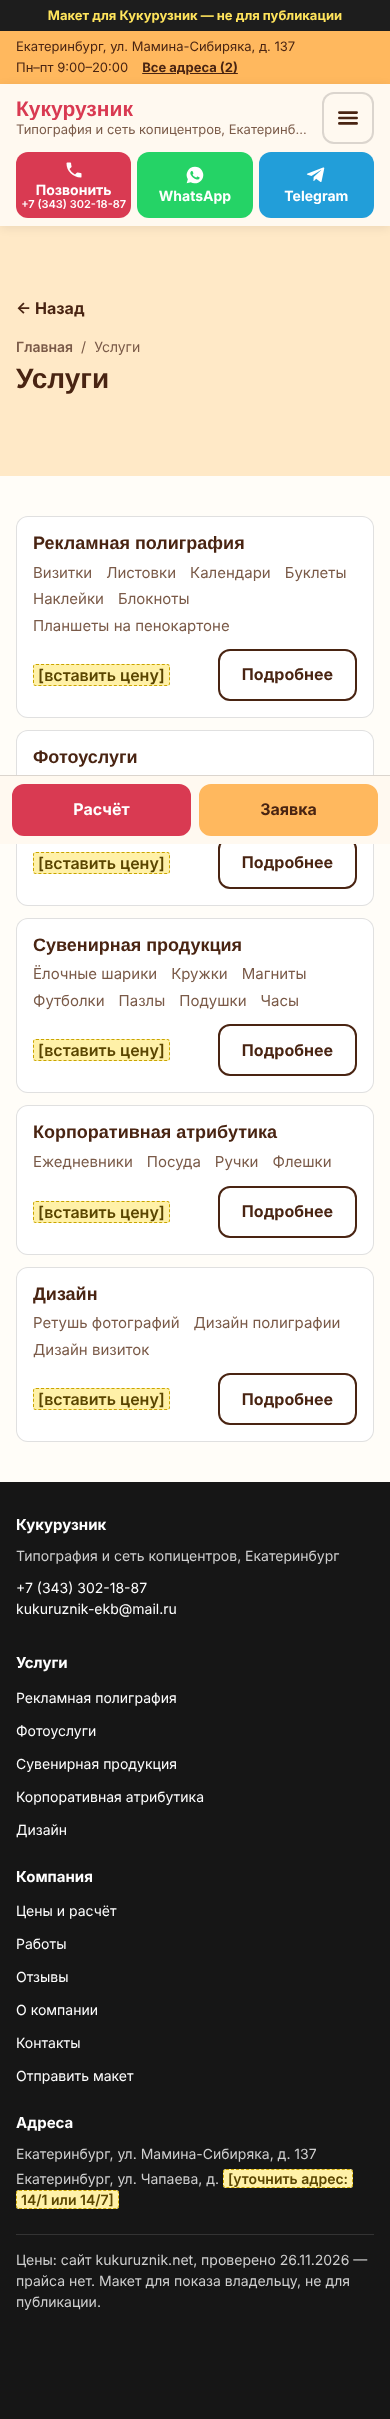 Макет для Кукурузник — не для публикации
Екатеринбург, ул. Мамина-Сибиряка, д. 137
Пн–пт 9:00–20:00 Все адреса (2)
Кукурузник
Типография и сеть копицентров, Екатеринб...
Позвонить
+7 (343) 302-18-87
WhatsApp
Telegram
← Назад
Главная / Услуги
Услуги
Рекламная полиграфия
Визитки Листовки Календари Буклеты
Наклейки Блокноты
Планшеты на пенокартоне
[вставить цену] Подробнее
Фотоуслуги
Расчёт Заявка
[вставить цену] Подробнее
Сувенирная продукция
Ёлочные шарики Кружки Магниты
Футболки Пазлы Подушки Часы
[вставить цену] Подробнее
Корпоративная атрибутика
Ежедневники Посуда Ручки Флешки
[вставить цену] Подробнее
Дизайн
Ретушь фотографий Дизайн полиграфии
Дизайн визиток
[вставить цену] Подробнее
Кукурузник
Типография и сеть копицентров, Екатеринбург
+7 (343) 302-18-87
kukuruznik-ekb@mail.ru
Услуги
Рекламная полиграфия
Фотоуслуги
Сувенирная продукция
Корпоративная атрибутика
Дизайн
Компания
Цены и расчёт
Работы
Отзывы
О компании
Контакты
Отправить макет
Адреса
Екатеринбург, ул. Мамина-Сибиряка, д. 137
Екатеринбург, ул. Чапаева, д. [уточнить адрес:
14/1 или 14/7]
Цены: сайт kukuruznik.net, проверено 26.11.2026 —
прайса нет. Макет для показа владельцу, не для
публикации.